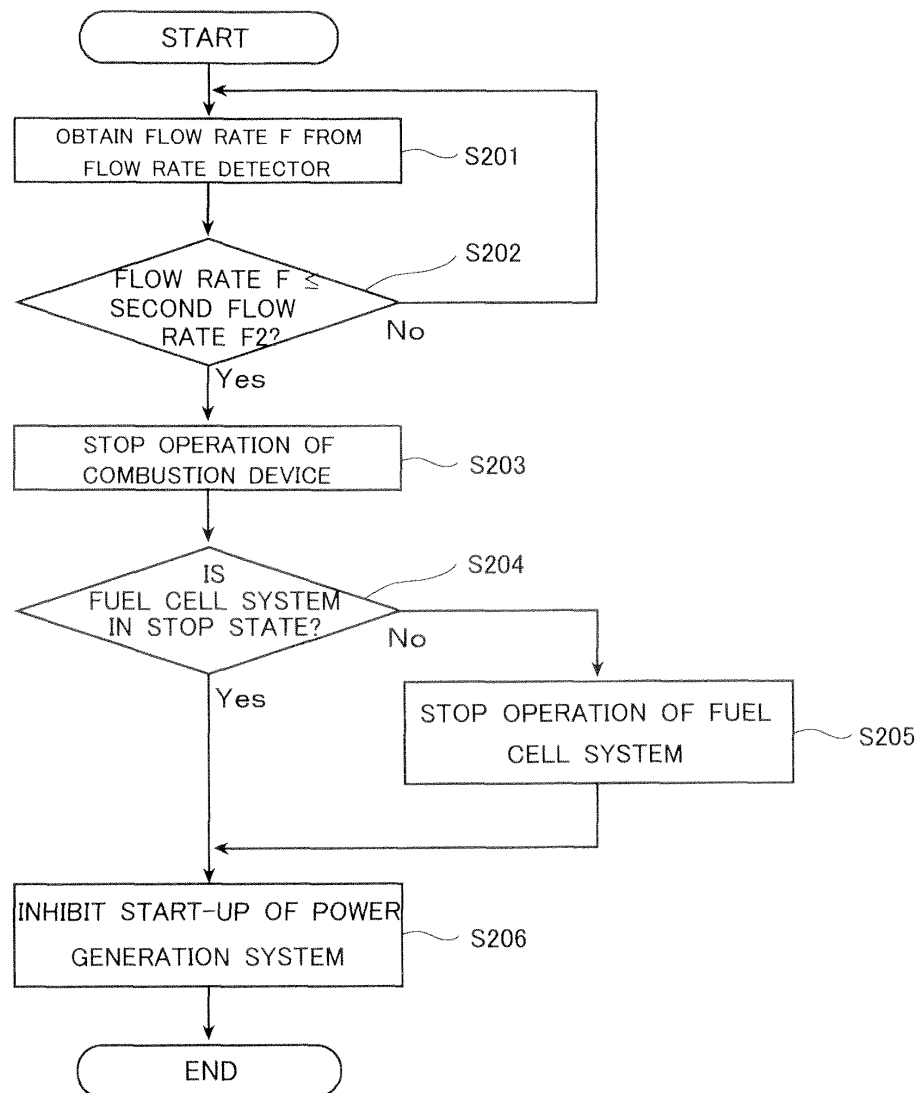 START
OBTAIN FLOW RATE F FROM
FLOW RATE DETECTOR
S201
FLOW RATE F ≤
SECOND FLOW
RATE F2?
S202
No
Yes
STOP OPERATION OF
COMBUSTION DEVICE
S203
IS
FUEL CELL SYSTEM
IN STOP STATE?
S204
No
Yes
STOP OPERATION OF FUEL
CELL SYSTEM
S205
INHIBIT START-UP OF POWER
GENERATION SYSTEM
S206
END